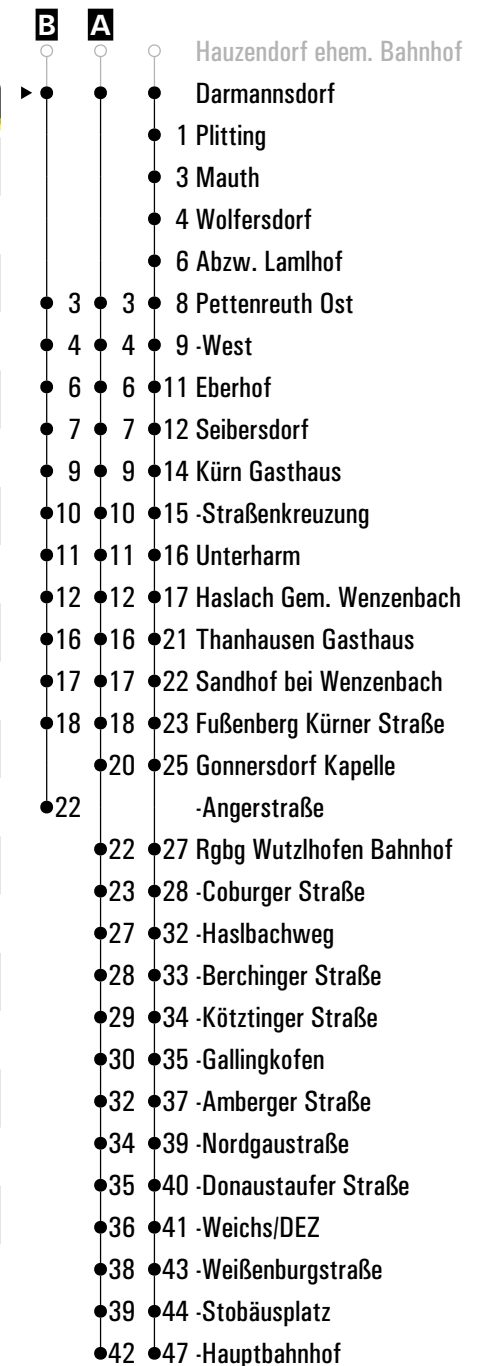 B A
Hauzendorf ehem. Bahnhof
Darmannsdorf
1 Plitting
3 Mauth
4 Wolfersdorf
6 Abzw. Lamlhof
3 3 8 Pettenreuth Ost
4 4 9 -West
6 6 11 Eberhof
7 7 12 Seibersdorf
9 9 14 Kürn Gasthaus
10 10 15 -Straßenkreuzung
11 11 16 Unterharm
12 12 17 Haslach Gem. Wenzenbach
16 16 21 Thanhausen Gasthaus
17 17 22 Sandhof bei Wenzenbach
18 18 23 Fußenberg Kürner Straße
20 25 Gonnersdorf Kapelle
22 -Angerstraße
22 27 Rgbg Wutzlhofen Bahnhof
23 28 -Coburger Straße
27 32 -Haslbachweg
28 33 -Berchinger Straße
29 34 -Kötztinger Straße
30 35 -Gallingkofen
32 37 -Amberger Straße
34 39 -Nordgaustraße
35 40 -Donaustaufer Straße
36 41 -Weichs/DEZ
38 43 -Weißenburgstraße
39 44 -Stobäusplatz
42 47 -Hauptbahnhof